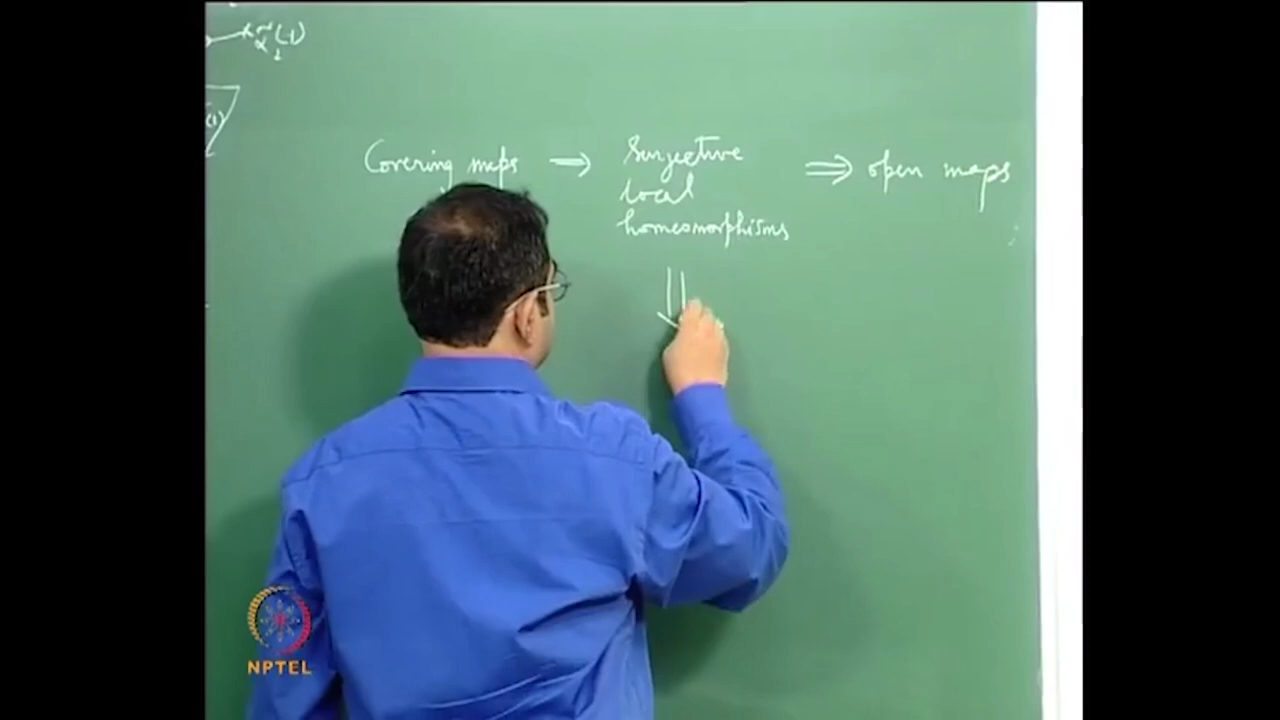 Covering maps → Surjective ⟹ open maps
local
homeomorphisms
NPTEL